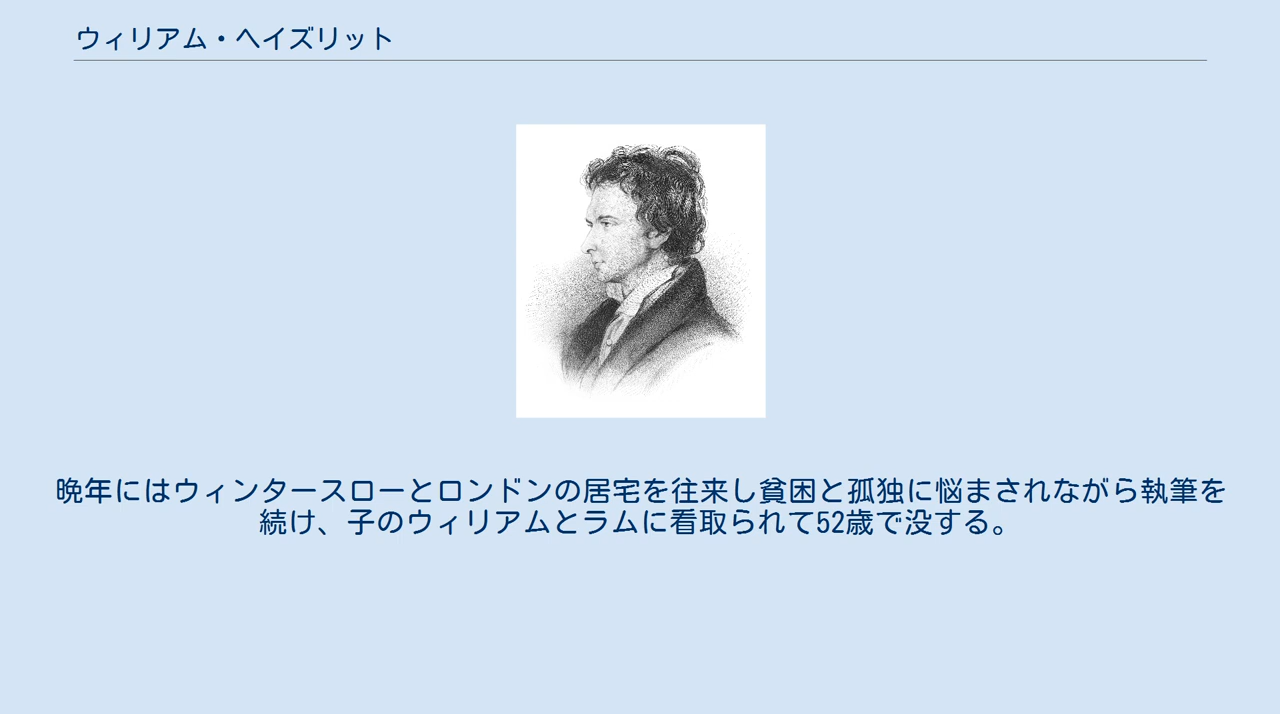 ウィリアム・ヘイズリット
晩年にはウィンタースローとロンドンの居宅を往来し貧困と孤独に悩まされながら執筆を
続け、子のウィリアムとラムに看取られて52歳で没する。